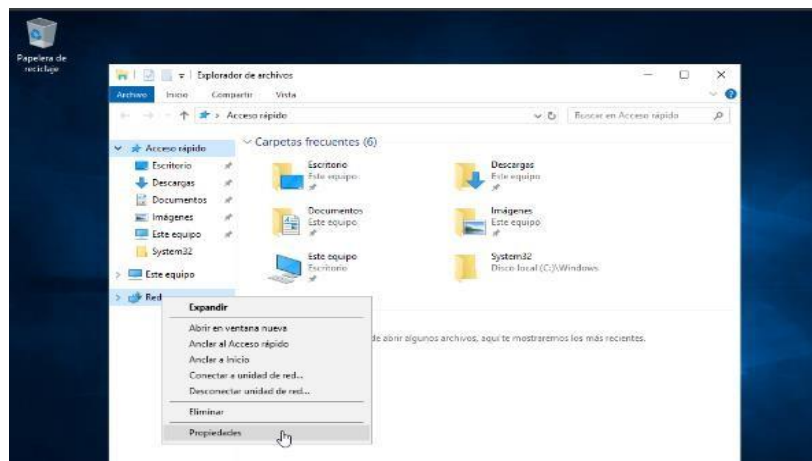 Papelera de
reciclaje
Explorador de archivos
Archivo Inicio Compartir Vista
Acceso rápido
Buscar en Acceso rápido
Acceso rápido
Escritorio
Descargas
Documentos
Imágenes
Este equipo
System32
Este equipo
Red
Carpetas frecuentes (6)
Escritorio
Este equipo
Descargas
Este equipo
Documentos
Este equipo
Imágenes
Este equipo
Este equipo
Escritorio
System32
Disco local (C:)\Windows
de abrir algunos archivos, aquí te mostraremos los más recientes.
Expandir
Abrir en ventana nueva
Anclar al Acceso rápido
Anclar a Inicio
Conectar a unidad de red...
Desconectar unidad de red...
Eliminar
Propiedades